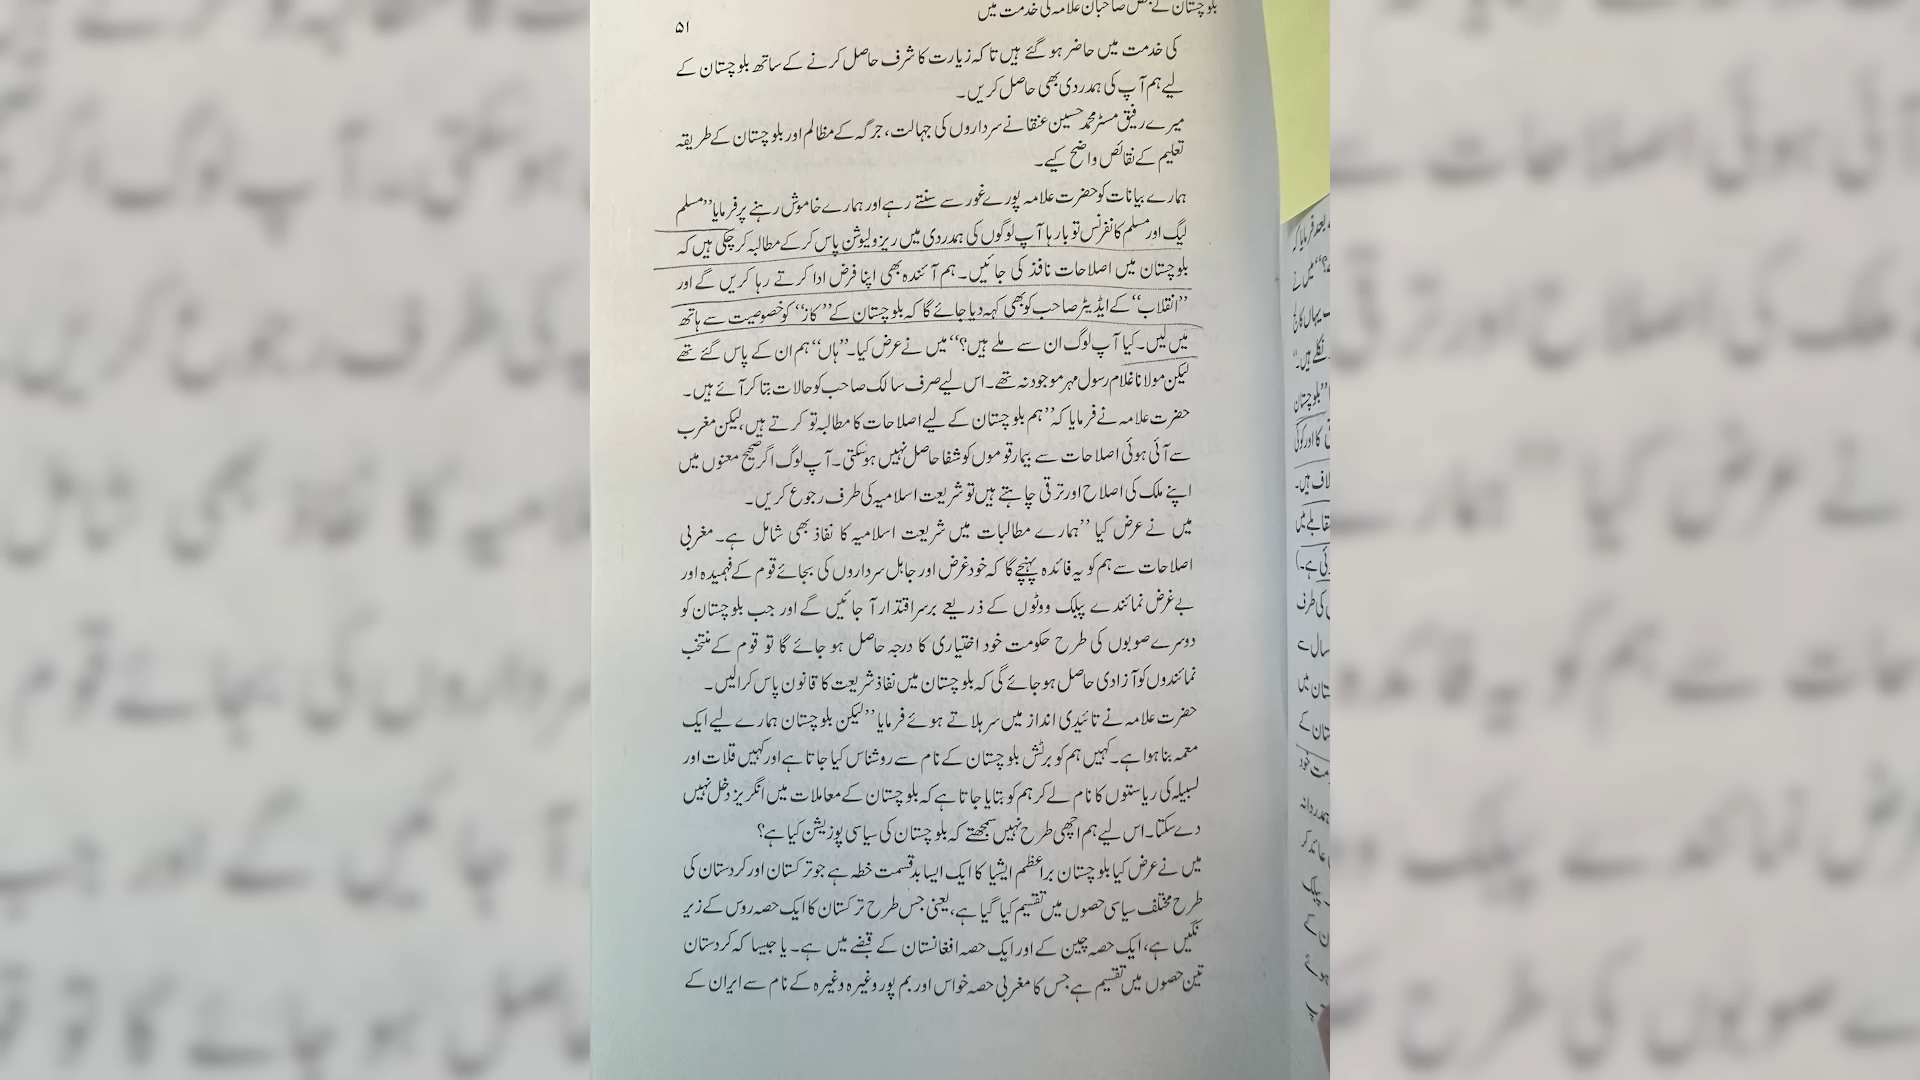 بلوچستان کے بعض صاحبان علامہ کی خدمت میں
۵۱
کی خدمت میں حاضر ہو گئے ہیں تا کہ زیارت کا شرف حاصل کرنے کے ساتھ بلوچستان کے
لیے ہم آپ کی ہمدردی بھی حاصل کریں۔
میرے رفیق مسٹر محمد حسین عنقا نے سرداروں کی جہالت، جرگہ کے مظالم اور بلوچستان کے طریقہ
تعلیم کے نقائص واضح کیے۔
ہمارے بیانات کو حضرت علامہ پورے غور سے سنتے رہے اور ہمارے خاموش رہنے پر فرمایا ’’مسلم
لیگ اور مسلم کانفرنس تو بارہا آپ لوگوں کی ہمدردی میں ریزولیوشن پاس کر کے مطالبہ کر چکی ہیں کہ
بلوچستان میں اصلاحات نافذ کی جائیں۔ ہم آئندہ بھی اپنا فرض ادا کرتے رہا کریں گے اور
’’انقلاب‘‘ کے ایڈیٹر صاحب کو بھی کہہ دیا جائے گا کہ بلوچستان کے ’’کاز‘‘ کو خصوصیت سے ہاتھ
میں لیں۔ کیا آپ لوگ ان سے ملے ہیں؟‘‘ میں نے عرض کیا۔ ’’ہاں‘‘ ہم ان کے پاس گئے تھے
لیکن مولانا غلام رسول مہر موجود نہ تھے۔ اس لیے صرف سالک صاحب کو حالات بتا کر آئے ہیں۔
حضرت علامہ نے فرمایا کہ ’’ہم بلوچستان کے لیے اصلاحات کا مطالبہ تو کرتے ہیں، لیکن مغرب
سے آئی ہوئی اصلاحات سے بیمار قوموں کو شفا حاصل نہیں ہو سکتی۔ آپ لوگ اگر صحیح معنوں میں
اپنے ملک کی اصلاح اور ترقی چاہتے ہیں تو شریعت اسلامیہ کی طرف رجوع کریں۔
میں نے عرض کیا ’’ہمارے مطالبات میں شریعت اسلامیہ کا نفاذ بھی شامل ہے۔ مغربی
اصلاحات سے ہم کو یہ فائدہ پہنچے گا کہ خود غرض اور جاہل سرداروں کی بجائے قوم کے فہمیدہ اور
بے غرض نمائندے پبلک ووٹوں کے ذریعے برسراقتدار آ جائیں گے اور جب بلوچستان کو
دوسرے صوبوں کی طرح حکومت خود اختیاری کا درجہ حاصل ہو جائے گا تو قوم کے منتخب
نمائندوں کو آزادی حاصل ہو جائے گی کہ بلوچستان میں نفاذ شریعت کا قانون پاس کرالیں۔
حضرت علامہ نے تائیدی انداز میں سر ہلاتے ہوئے فرمایا ’’لیکن بلوچستان ہمارے لیے ایک
معمہ بنا ہوا ہے۔ کہیں ہم کو برٹش بلوچستان کے نام سے روشناس کیا جاتا ہے اور کہیں قلات اور
لسبیلہ کی ریاستوں کا نام لے کر ہم کو بتایا جاتا ہے کہ بلوچستان کے معاملات میں انگریز دخل نہیں
دے سکتا۔ اس لیے ہم اچھی طرح نہیں سمجھتے کہ بلوچستان کی سیاسی پوزیشن کیا ہے؟
میں نے عرض کیا بلوچستان براعظم ایشیا کا ایک ایسا بدقسمت خطہ ہے جو ترکستان اور کردستان کی
طرح مختلف سیاسی حصوں میں تقسیم کیا گیا ہے، یعنی جس طرح ترکستان کا ایک حصہ روس کے زیر
نگیں ہے، ایک حصہ چین کے اور ایک حصہ افغانستان کے قبضے میں ہے۔ یا جیسا کہ کردستان
تین حصوں میں تقسیم ہے جس کا مغربی حصہ خواس اور بم پور وغیرہ وغیرہ کے نام سے ایران کے